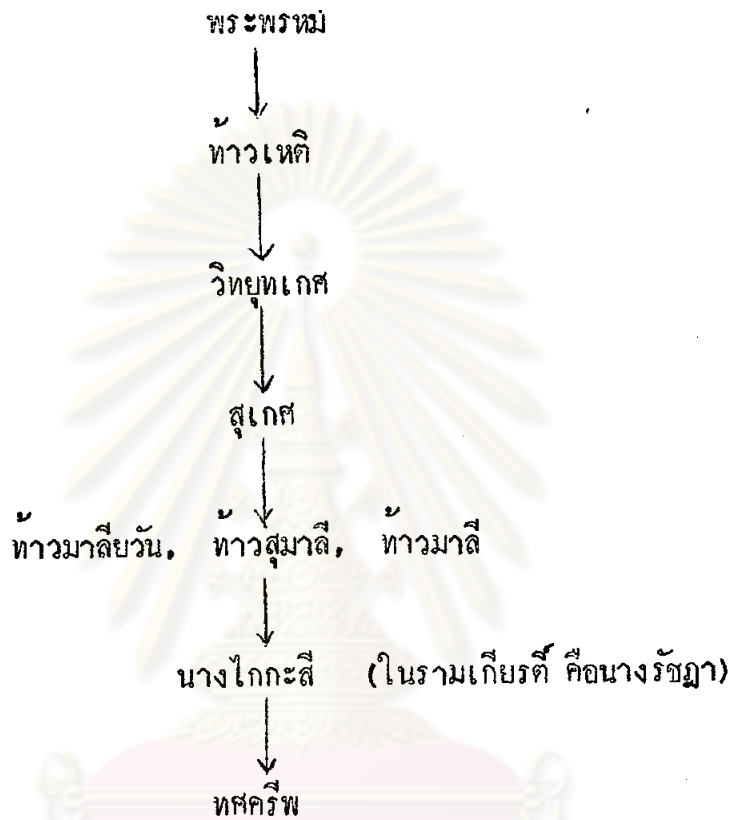 พระพรหม
ท้าวเหติ
วิทยุทเกศ
สุเกศ
ท้าวมาลียวัน, ท้าวสุมาลี, ท้าวมาลี
นางไกกะสี (ในรามเกียรติ์ คือนางรัชฎา)
ทศครีพ